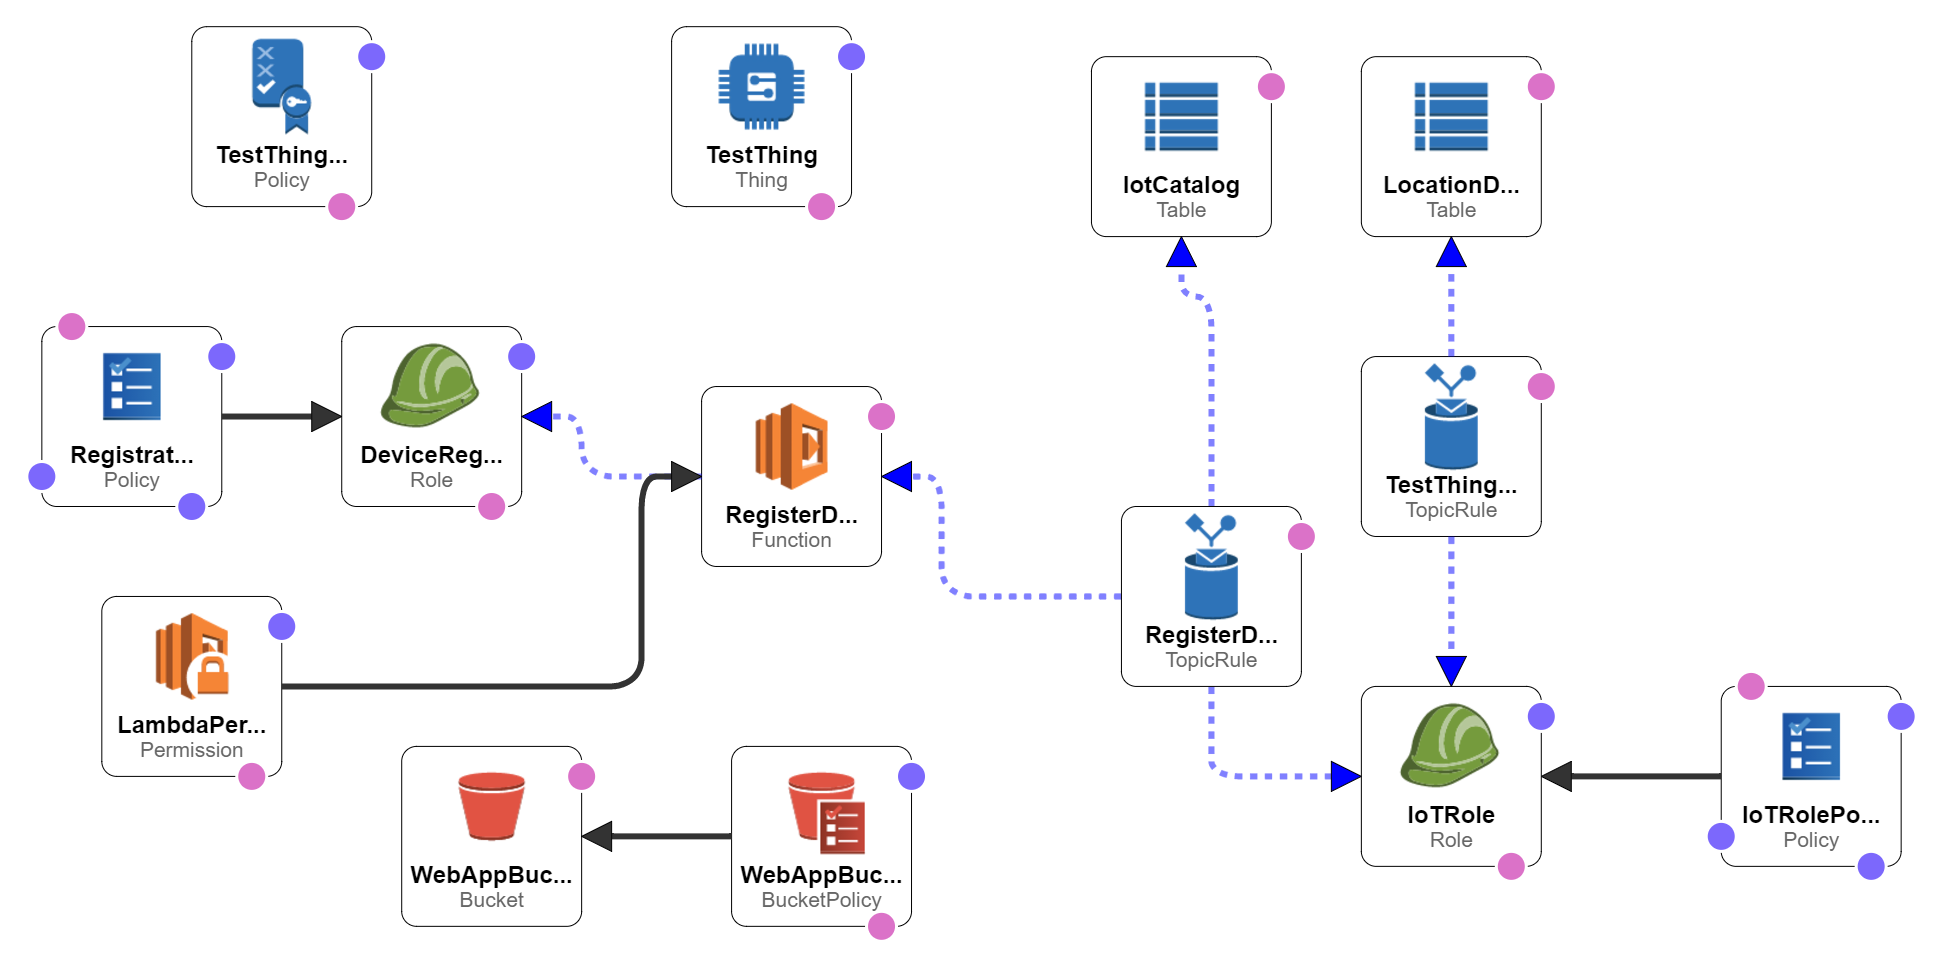 TestThing...
Policy
TestThing
Thing
IotCatalog
Table
LocationD...
Table
Registrat...
Policy
DeviceReg...
Role
RegisterD...
Function
TestThing...
TopicRule
LambdaPer...
Permission
RegisterD...
TopicRule
WebAppBuc...
Bucket
WebAppBuc...
BucketPolicy
IoTRole
Role
IoTRolePo...
Policy